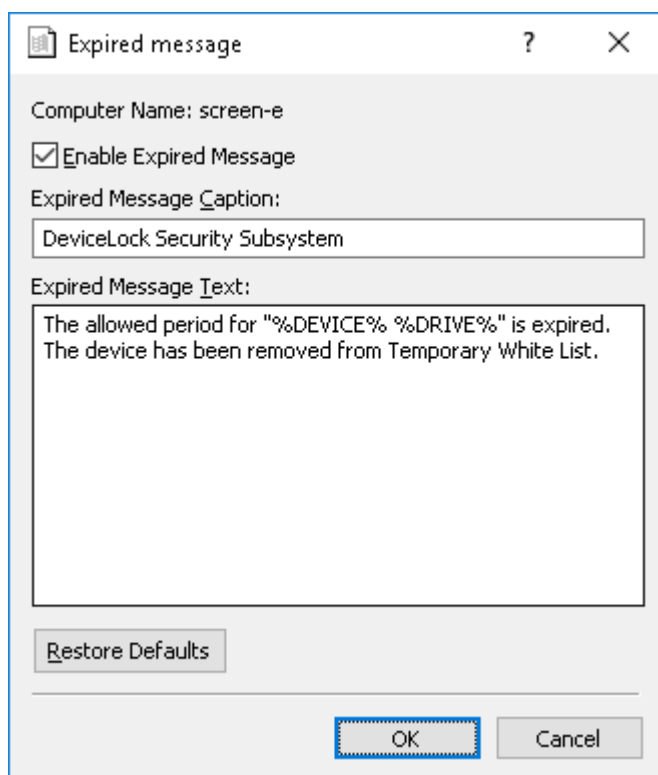 Expired message
Computer Name: screen-e
Enable Expired Message
Expired Message Caption:
DeviceLock Security Subsystem
Expired Message Text:
The allowed period for "%DEVICE% %DRIVE%" is expired.
The device has been removed from Temporary White List.
Restore Defaults
OK Cancel